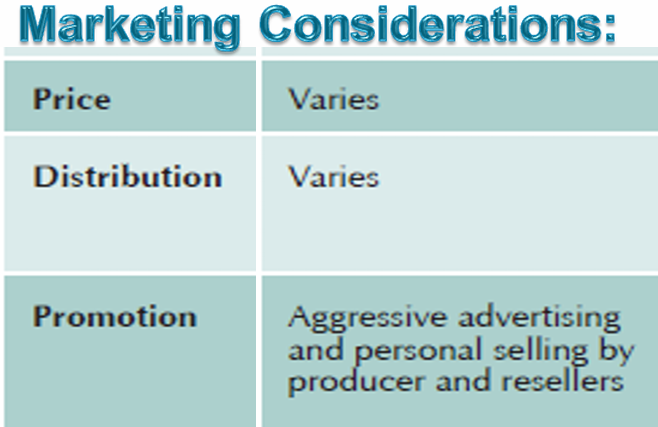 Marketing Considerations:
Price Varies
Distribution Varies
Promotion Aggressive advertising
and personal selling by
producer and resellers